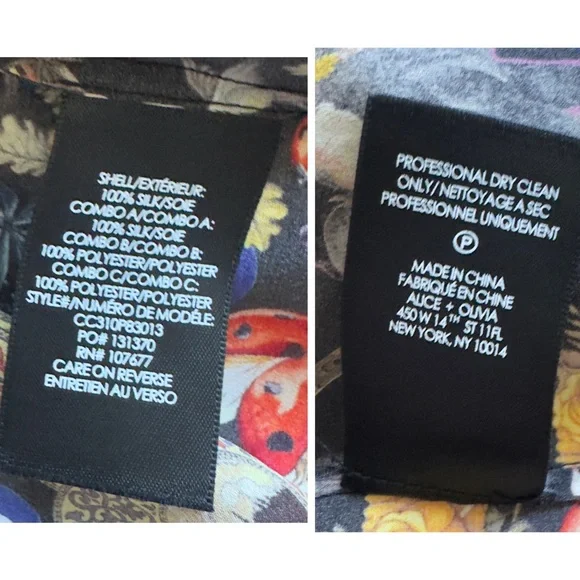 SHELL/EXTÉRIEUR:
100% SILK/SOIE
COMBO A/COMBO A:
100% SILK/SOIE
COMBO B/COMBO B:
100% POLYESTER/POLYESTER
COMBO C/COMBO C:
100% POLYESTER/POLYESTER
STYLE#/NUMÉRO DE MODÉLE:
CC310P83013
PO# 131370
RN# 107677
CARE ON REVERSE
ENTRETIEN AU VERSO
PROFESSIONAL DRY CLEAN
ONLY/NETTOYAGE A SEC
PROFESSIONNEL UNIQUEMENT
P
MADE IN CHINA
FABRIQUÉ EN CHINE
ALICE + OLIVIA
450 W 14TH ST 11FL
NEW YORK, NY 10014